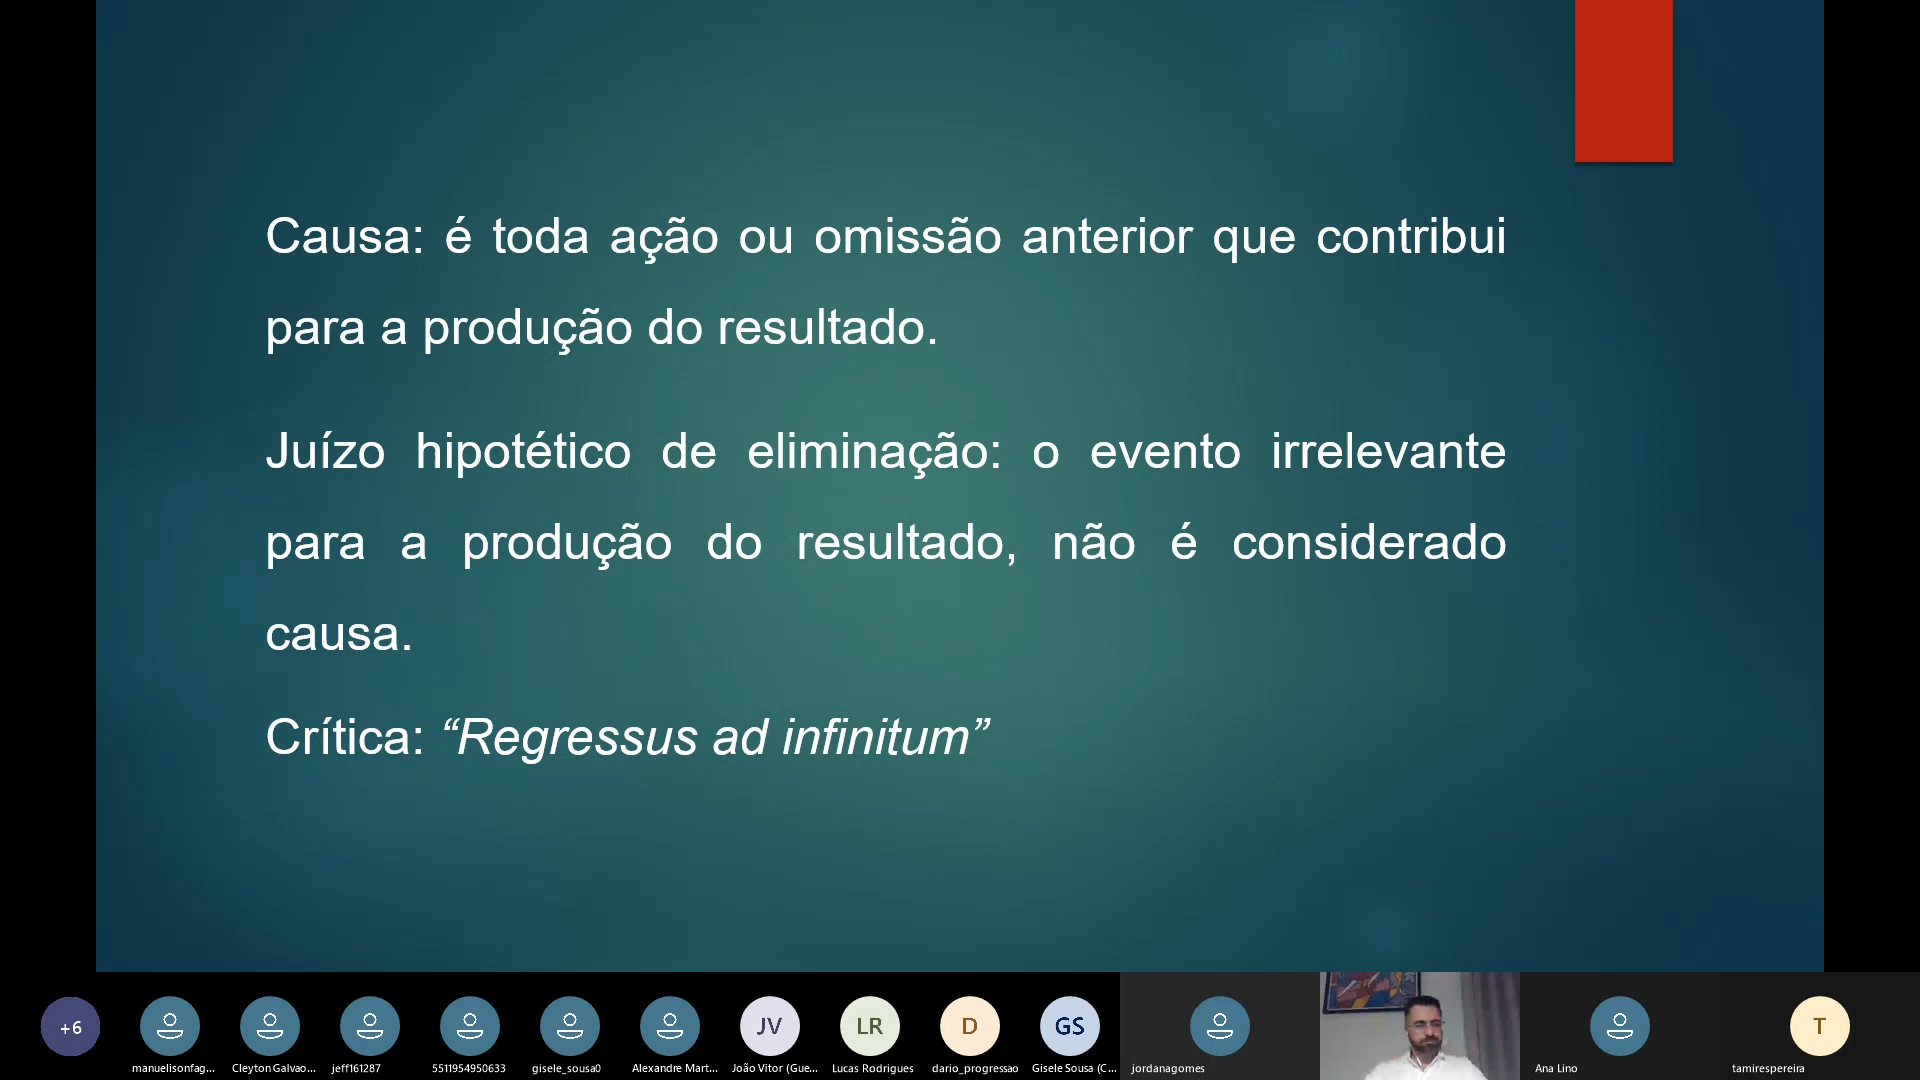 Causa: é toda ação ou omissão anterior que contribui
para a produção do resultado.
Juízo hipotético de eliminação: o evento irrelevante
para a produção do resultado, não é considerado
causa.
Crítica: “Regressus ad infinitum”
+6
JV
LR
D
GS
T
manuelisonfag...
Cleyton Galvao...
jeff161287
5511954950633
gisele_sousa0
Alexandre Mart...
João Vitor (Gue...
Lucas Rodrigues
dario_progressao
Gisele Sousa (C...
jordanagomes
Ana Lino
tamirespereira